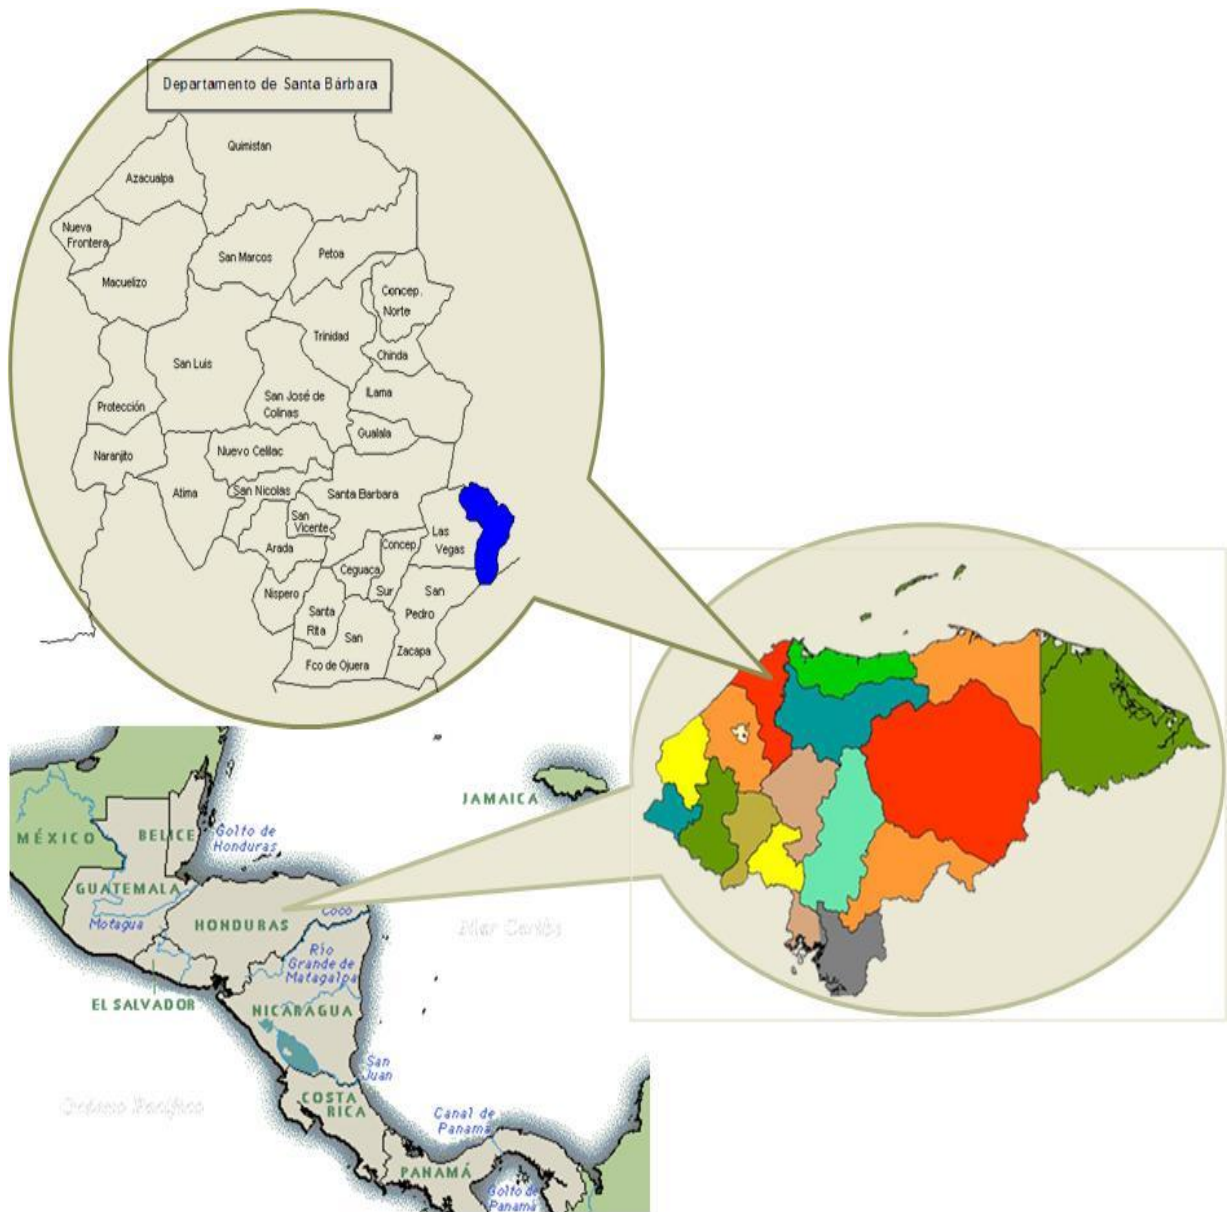 Departamento de Santa Bárbara
Quimistan
Azacualpa
Nueva
Frontera
San Marcos
Petoa
Macuelizo
Concep.
Norte
Trinidad
Chinda
San Luis
ILama
San José de
Colinas
Protección
Gualala
Naranjito
Nuevo Celilac
Atima
San Nicolas
Santa Barbara
San
Vicente
Las
Vegas
Arada
Concep
Ceguaca
Nispero
Sur
San
Pedro
Zacapa
Santa
Rita
San
Fco de Ojuera
JAMAICA
MÉXICO
BELICE
Golfo de
Honduras
GUATEMALA
Motagua
HONDURAS
Coco
Mar Caribe
Río
Grande de
Matagalpa
EL SALVADOR
NICARAGUA
San
Juan
COSTA
RICA
Océano Pacífico
Canal de
Panamá
PANAMÁ
Golfo de
Panamá